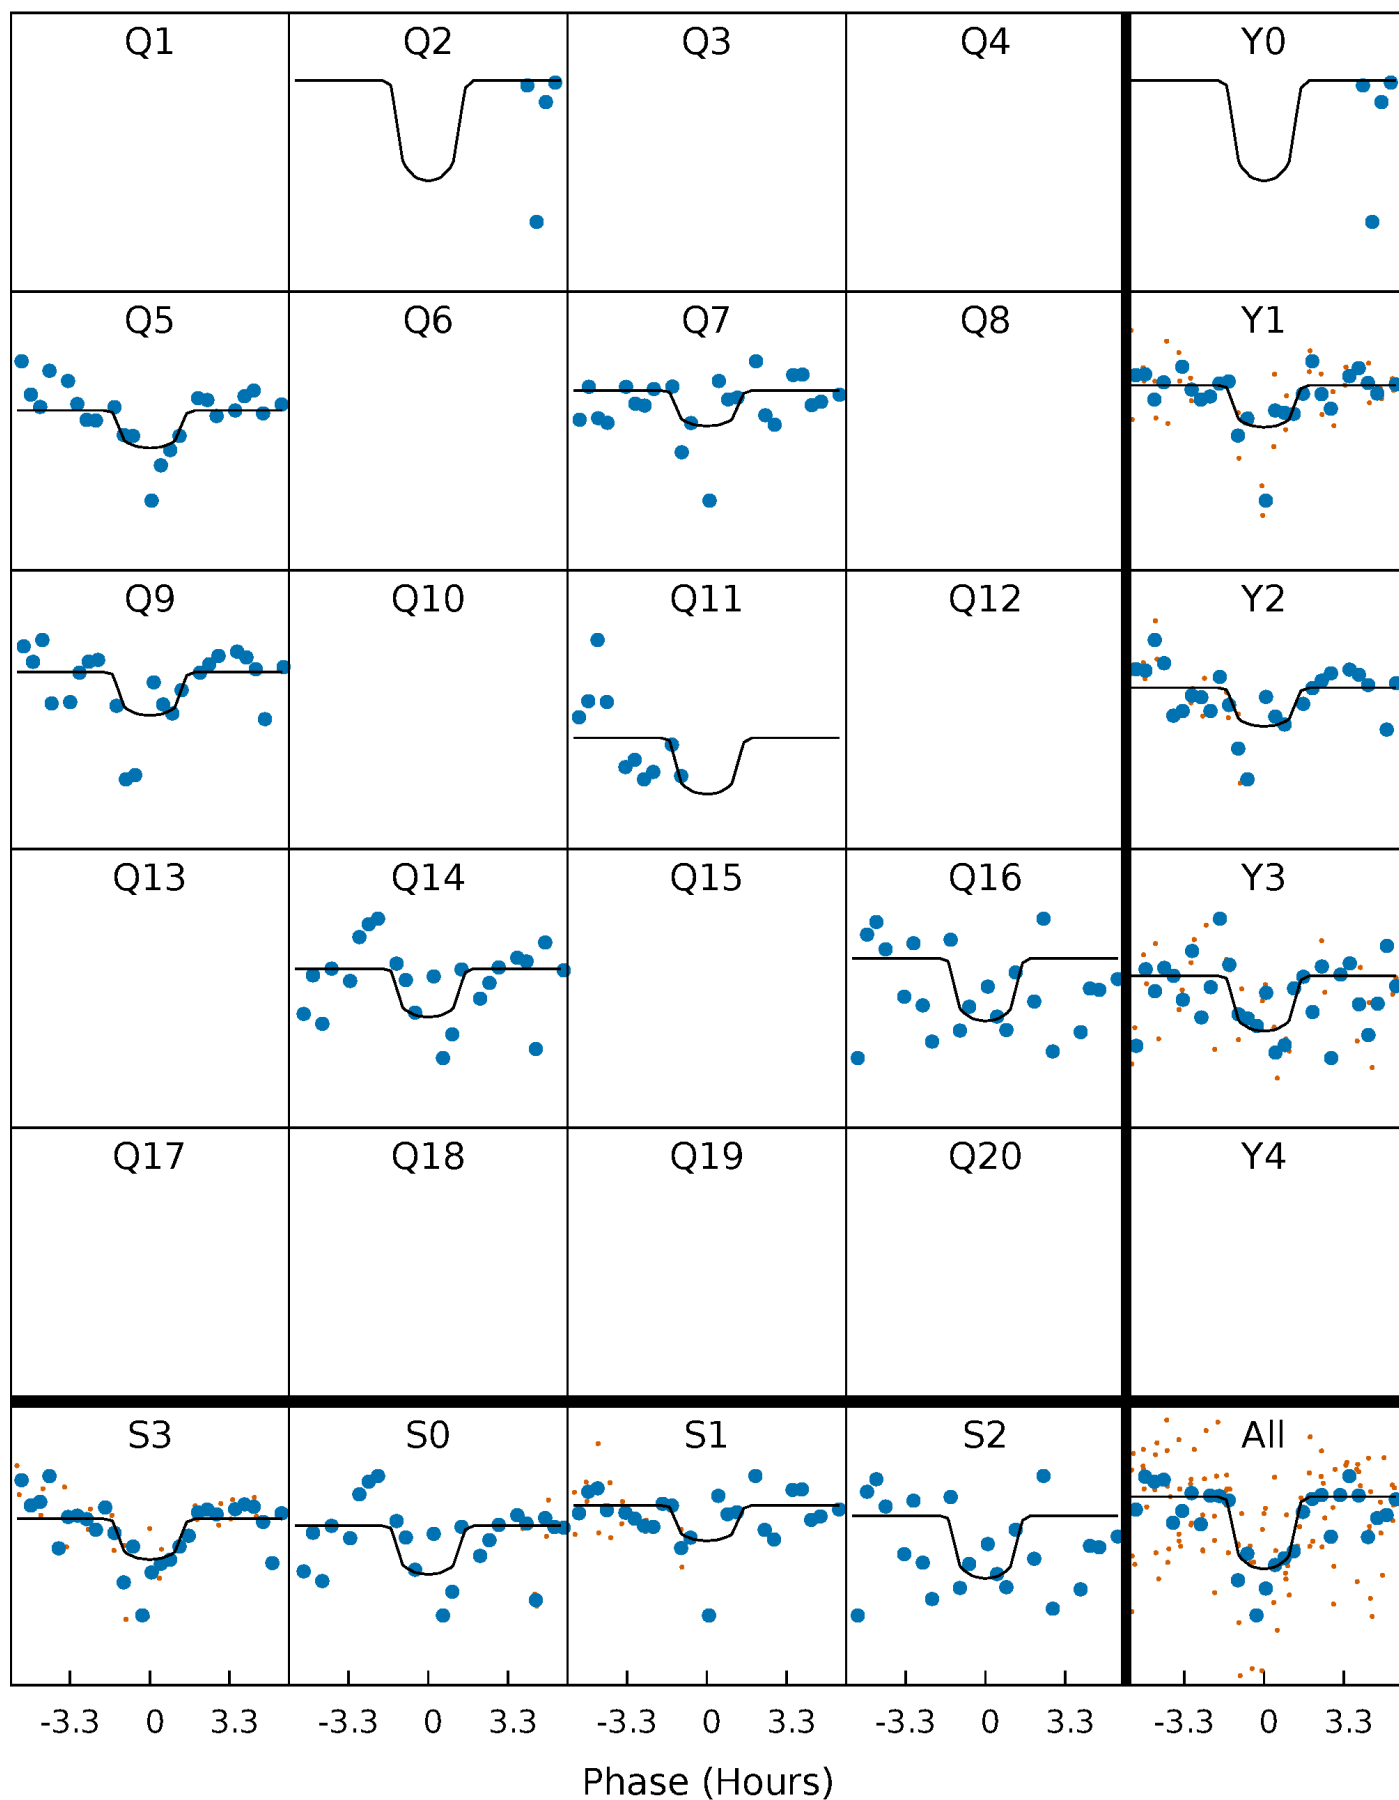 Q1 Q2 Q3 Q4 Y0
Q5 Q6 Q7 Q8 Y1
Q9 Q10 Q11 Q12 Y2
Q13 Q14 Q15 Q16 Y3
Q17 Q18 Q19 Q20 Y4
S3 S0 S1 S2 All
-3.3 0 3.3 -3.3 0 3.3 -3.3 0 3.3 -3.3 0 3.3 -3.3 0 3.3
Phase (Hours)